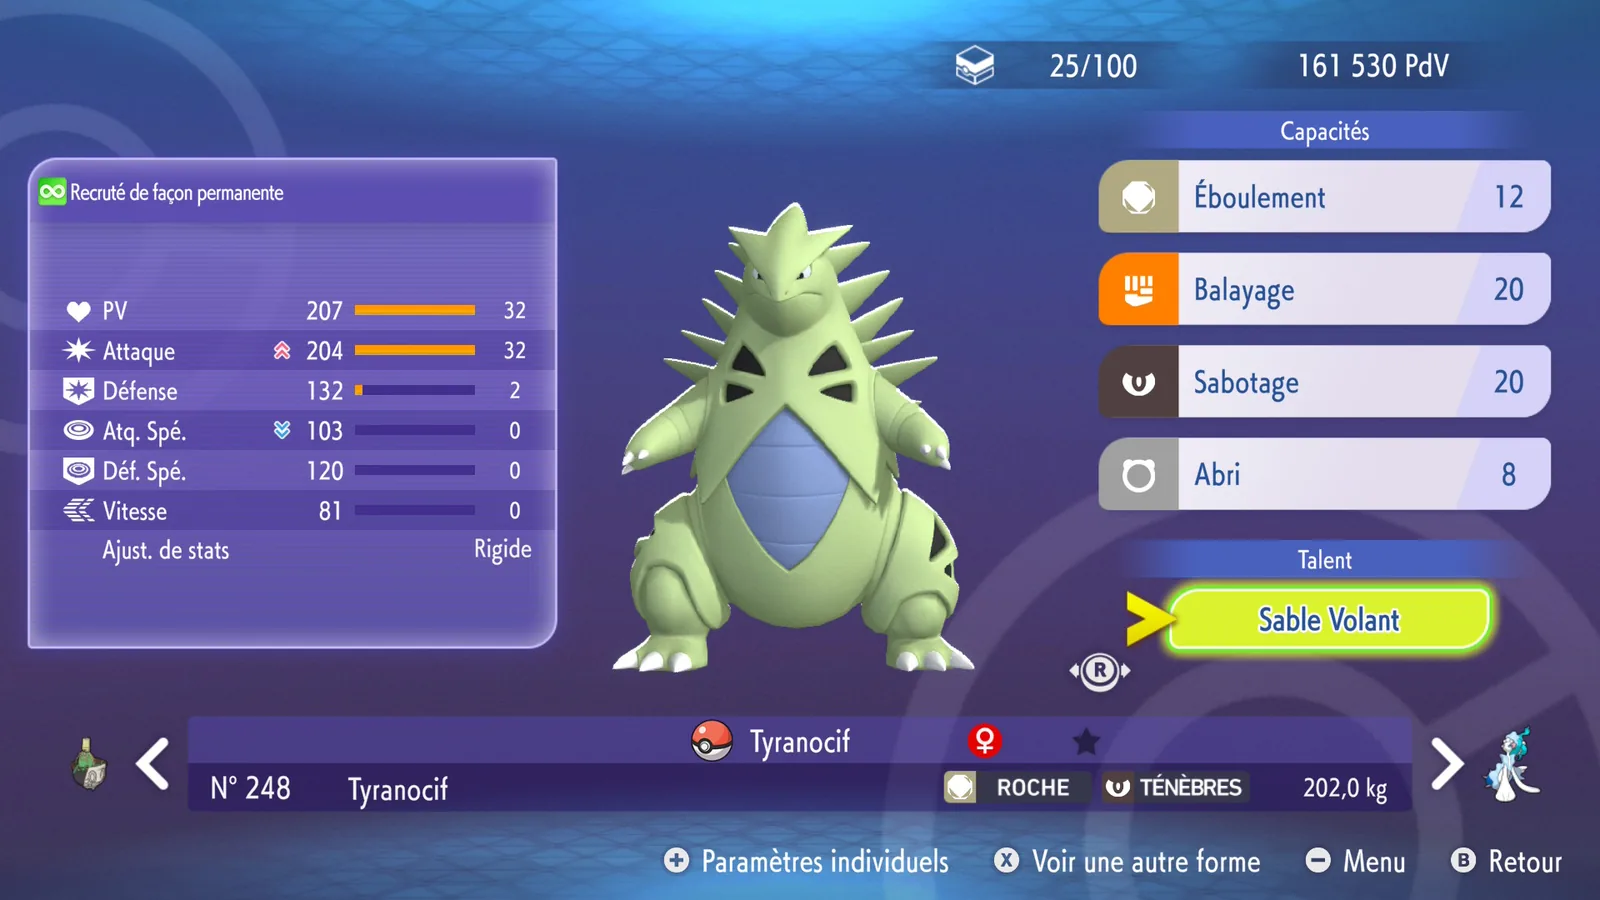 25/100 161 530 PdV
Recruté de façon permanente
PV 207 32
Attaque 204 32
Défense 132 2
Atq. Spé. 103 0
Déf. Spé. 120 0
Vitesse 81 0
Ajust. de stats Rigide
Capacités
Éboulement 12
Balayage 20
Sabotage 20
Abri 8
Talent
Sable Volant
R
Tyranocif
N° 248 Tyranocif ROCHE TÉNÈBRES 202,0 kg
+ Paramètres individuels X Voir une autre forme - Menu B Retour